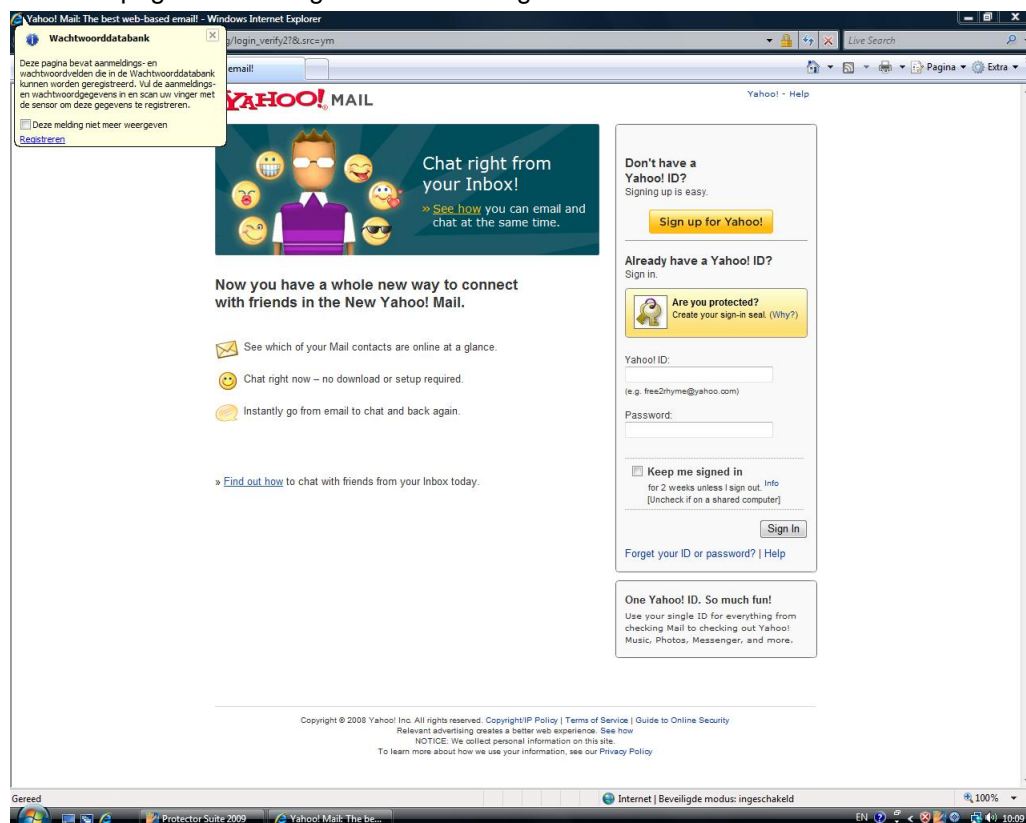 Yahoo! Mail: The best web-based email! - Windows Internet Explorer
Wachtwoorddatabank
Deze pagina bevat aanmeldings- en
wachtwoordvelden die in de Wachtwoorddatabank
kunnen worden geregistreerd. Vul de aanmeldings-
en wachtwoordgegevens in en scan uw vinger met
de sensor om deze gegevens te registreren.
Deze melding niet meer weergeven
Registreren
/login_verify2?&.src=ym
Live Search
email!
Pagina
Extra
YAHOO! MAIL
Yahoo! - Help
Chat right from
your Inbox!
» See how you can email and
chat at the same time.
Now you have a whole new way to connect
with friends in the New Yahoo! Mail.
See which of your Mail contacts are online at a glance.
Chat right now – no download or setup required.
Instantly go from email to chat and back again.
» Find out how to chat with friends from your Inbox today.
Don't have a
Yahoo! ID?
Signing up is easy.
Sign up for Yahoo!
Already have a Yahoo! ID?
Sign in.
Are you protected?
Create your sign-in seal. (Why?)
Yahoo! ID:
(e.g. free2rhyme@yahoo.com)
Password:
Keep me signed in
for 2 weeks unless I sign out. Info
[Uncheck if on a shared computer]
Sign In
Forget your ID or password? | Help
One Yahoo! ID. So much fun!
Use your single ID for everything from
checking Mail to checking out Yahoo!
Music, Photos, Messenger, and more.
Copyright © 2008 Yahoo! Inc. All rights reserved. Copyright/IP Policy | Terms of Service | Guide to Online Security
Relevant advertising creates a better web experience. See how
NOTICE: We collect personal information on this site.
To learn more about how we use your information, see our Privacy Policy
Gereed
Internet | Beveiligde modus: ingeschakeld
100%
Protector Suite 2009
Yahoo! Mail: The be...
EN
10:09